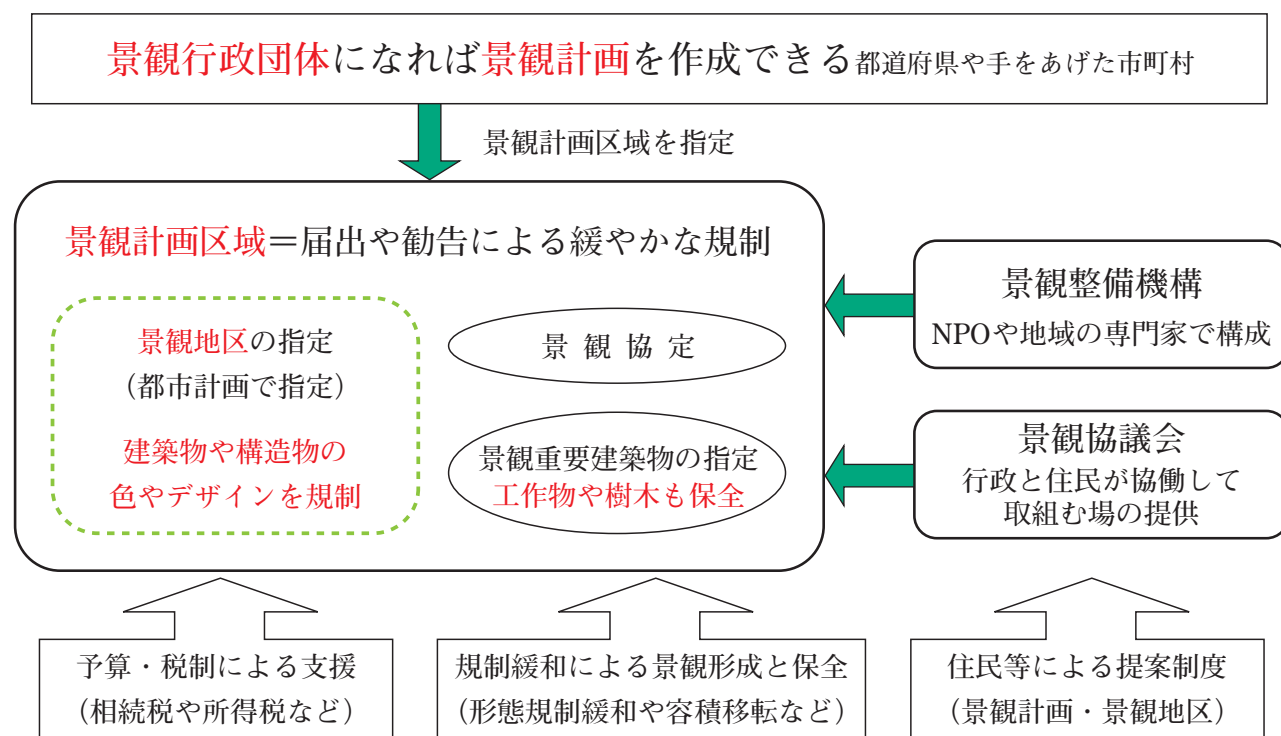 景観行政団体になれば景観計画を作成できる都道府県や手をあげた市町村
景観計画区域を指定
景観計画区域＝届出や勧告による緩やかな規制
景観地区の指定
（都市計画で指定）
建築物や構造物の
色やデザインを規制
景観協定
景観重要建築物の指定
工作物や樹木も保全
景観整備機構
NPOや地域の専門家で構成
景観協議会
行政と住民が協働して
取組む場の提供
予算・税制による支援
（相続税や所得税など）
規制緩和による景観形成と保全
（形態規制緩和や容積移転など）
住民等による提案制度
（景観計画・景観地区）